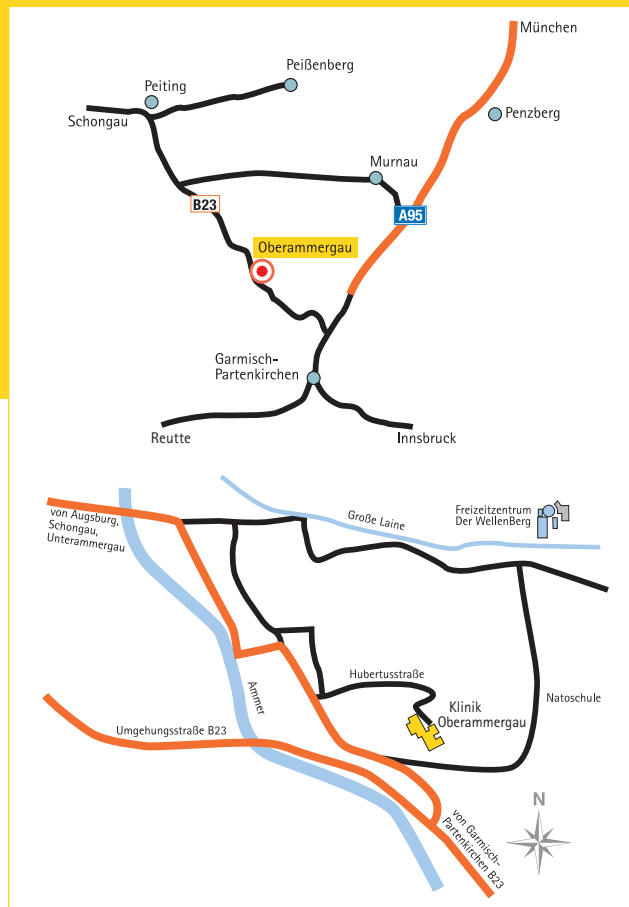 München
Peißenberg
Peiting
Penzberg
Schongau
Murnau
B23
A95
Oberammergau
Garmisch-
Partenkirchen
Reutte
Innsbruck
von Augsburg,
Schongau,
Unterammergau
Große Laine
Freizeitzentrum
Der WellenBerg
Hubertusstraße
Ammer
Klinik
Oberammergau
Natoschule
Umgehungsstraße B23
von Garmisch-
Partenkirchen B23
N